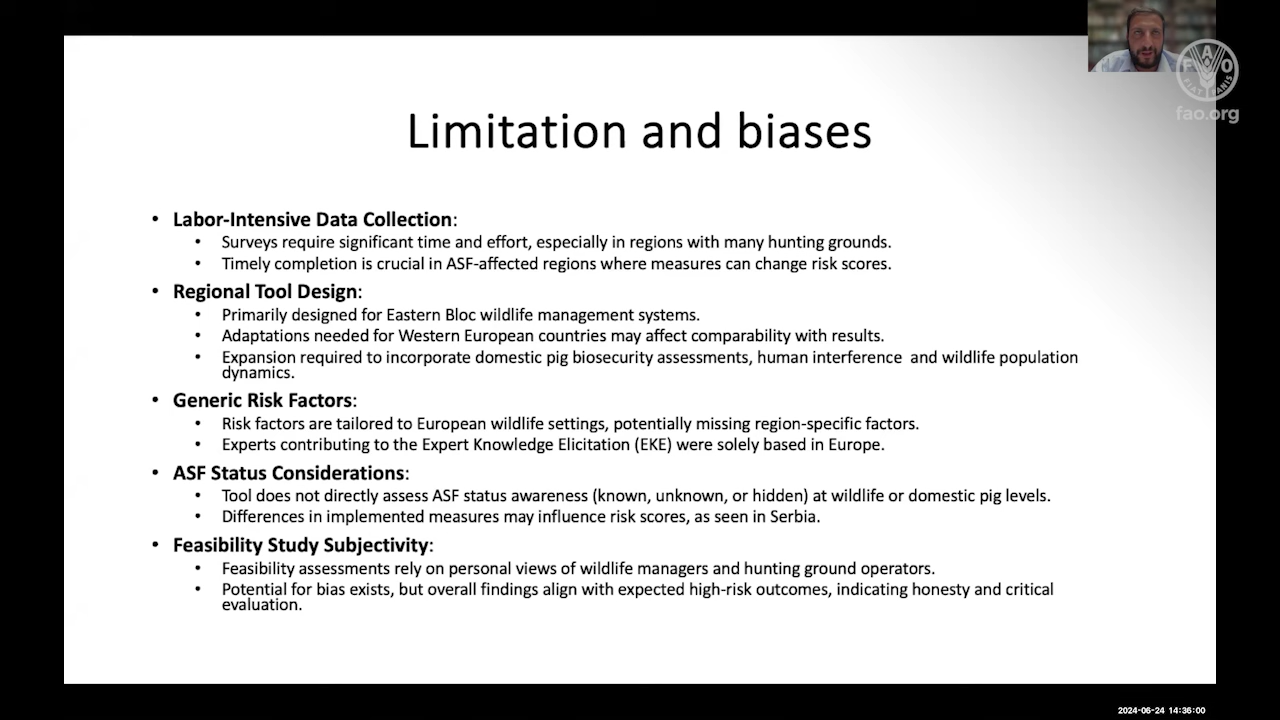 Limitation and biases
• Labor-Intensive Data Collection:
• Surveys require significant time and effort, especially in regions with many hunting grounds.
• Timely completion is crucial in ASF-affected regions where measures can change risk scores.
• Regional Tool Design:
• Primarily designed for Eastern Bloc wildlife management systems.
• Adaptations needed for Western European countries may affect comparability with results.
• Expansion required to incorporate domestic pig biosecurity assessments, human interference  and wildlife population
dynamics.
• Generic Risk Factors:
• Risk factors are tailored to European wildlife settings, potentially missing region-specific factors.
• Experts contributing to the Expert Knowledge Elicitation (EKE) were solely based in Europe.
• ASF Status Considerations:
• Tool does not directly assess ASF status awareness (known, unknown, or hidden) at wildlife or domestic pig levels.
• Differences in implemented measures may influence risk scores, as seen in Serbia.
• Feasibility Study Subjectivity:
• Feasibility assessments rely on personal views of wildlife managers and hunting ground operators.
• Potential for bias exists, but overall findings align with expected high-risk outcomes, indicating honesty and critical
evaluation.
FAO
FIAT PANIS
fao.org
2024-06-24 14:36:00